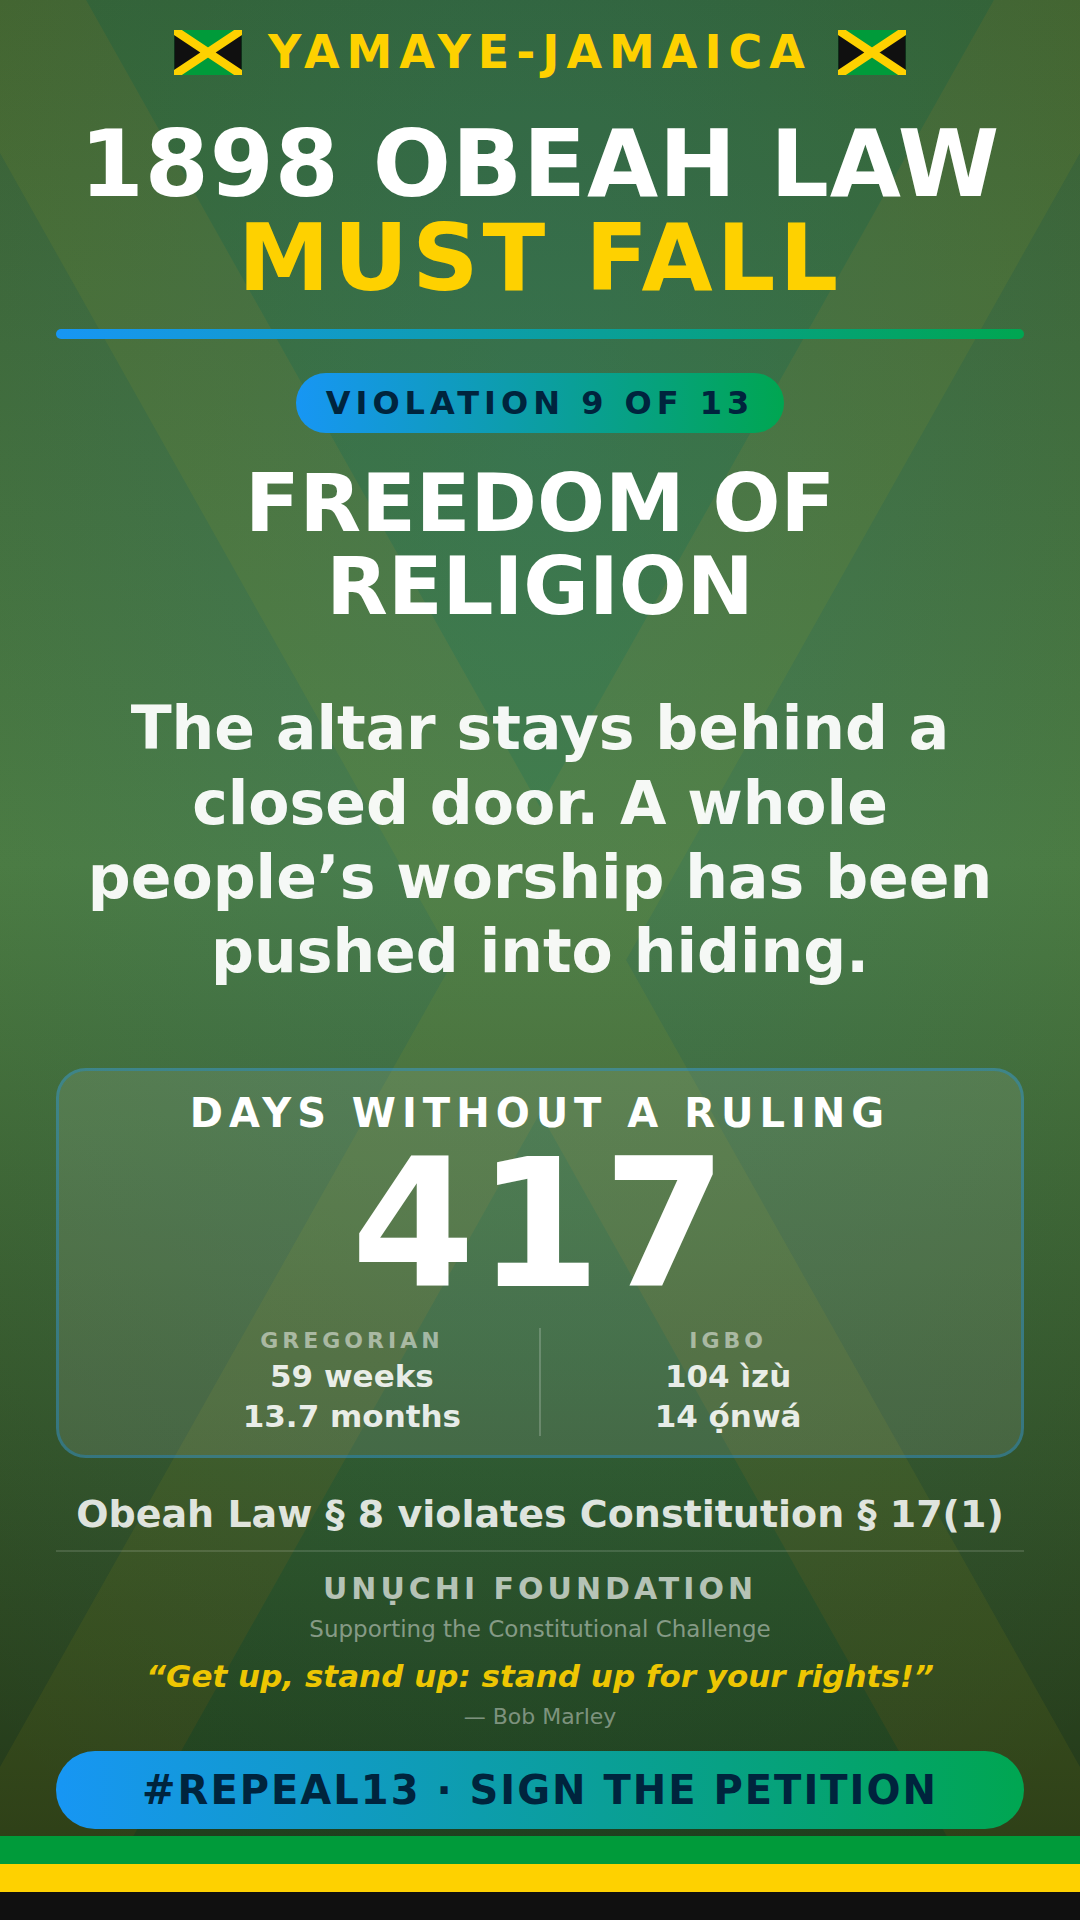 YAMAYE-JAMAICA
1898 OBEAH LAW
MUST FALL
VIOLATION 9 OF 13
FREEDOM OF
RELIGION
The altar stays behind a
closed door. A whole
people’s worship has been
pushed into hiding.
DAYS WITHOUT A RULING
417
GREGORIAN
59 weeks
13.7 months
IGBO
104 ìzù
14 ọ́nwá
Obeah Law § 8 violates Constitution § 17(1)
UNỤCHI FOUNDATION
Supporting the Constitutional Challenge
“Get up, stand up: stand up for your rights!”
— Bob Marley
#REPEAL13 · SIGN THE PETITION